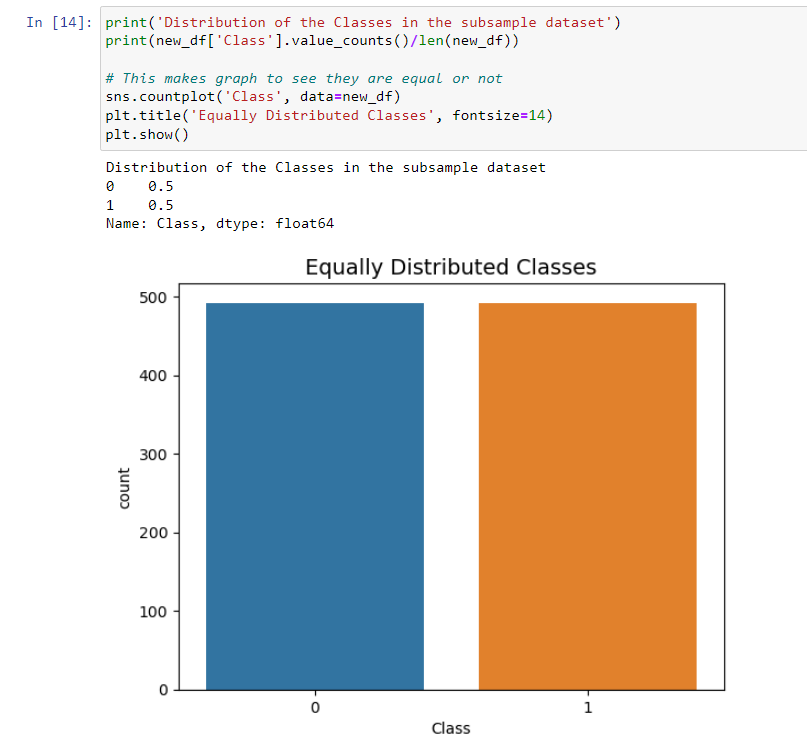 In [14]: print('Distribution of the Classes in the subsample dataset')
print(new_df['Class'].value_counts()/len(new_df))
# This makes graph to see they are equal or not
sns.countplot('Class', data=new_df)
plt.title('Equally Distributed Classes', fontsize=14)
plt.show()
Distribution of the Classes in the subsample dataset
0    0.5
1    0.5
Name: Class, dtype: float64
Equally Distributed Classes
500
400
300
200
100
0
count
0 1
Class